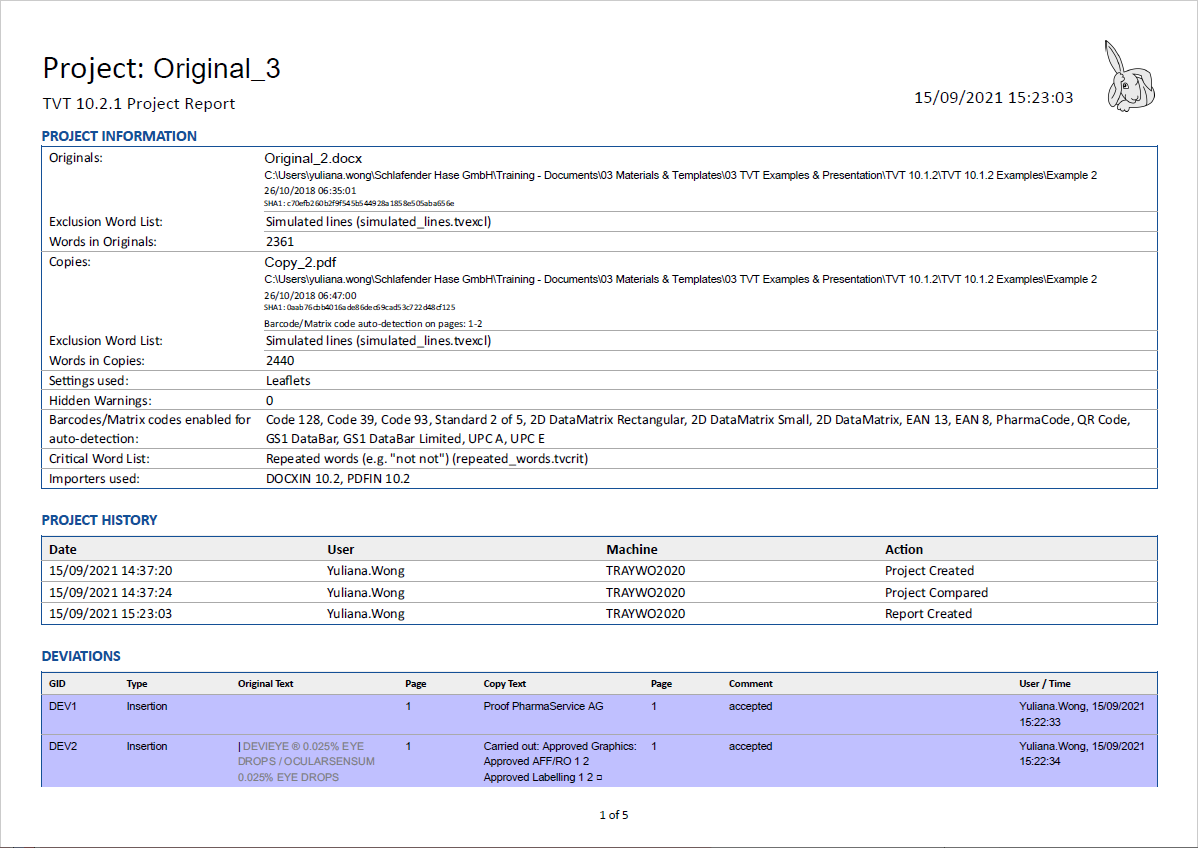 Project: Original_3
TVT 10.2.1 Project Report
15/09/2021 15:23:03
PROJECT INFORMATION
Originals: Original_2.docx
C:\Users\yuliana.wong\Schlafender Hase GmbH\Training - Documents\03 Materials & Templates\03 TVT Examples & Presentation\TVT 10.1.2\TVT 10.1.2 Examples\Example 2
26/10/2018 06:35:01
SHA1: c70efb260b2f9f545b544928a1858e505aba656e
Exclusion Word List: Simulated lines (simulated_lines.tvexcl)
Words in Originals: 2361
Copies: Copy_2.pdf
C:\Users\yuliana.wong\Schlafender Hase GmbH\Training - Documents\03 Materials & Templates\03 TVT Examples & Presentation\TVT 10.1.2\TVT 10.1.2 Examples\Example 2
26/10/2018 06:47:00
SHA1: 0aab76cbb4016ade86dec69cad53c722d48cf125
Barcode/Matrix code auto-detection on pages: 1-2
Exclusion Word List: Simulated lines (simulated_lines.tvexcl)
Words in Copies: 2440
Settings used: Leaflets
Hidden Warnings: 0
Barcodes/Matrix codes enabled for Code 128, Code 39, Code 93, Standard 2 of 5, 2D DataMatrix Rectangular, 2D DataMatrix Small, 2D DataMatrix, EAN 13, EAN 8, PharmaCode, QR Code,
auto-detection: GS1 DataBar, GS1 DataBar Limited, UPC A, UPC E
Critical Word List: Repeated words (e.g. "not not") (repeated_words.tvcrit)
Importers used: DOCXIN 10.2, PDFIN 10.2
PROJECT HISTORY
Date User Machine Action
15/09/2021 14:37:20 Yuliana.Wong TRAYWO2020 Project Created
15/09/2021 14:37:24 Yuliana.Wong TRAYWO2020 Project Compared
15/09/2021 15:23:03 Yuliana.Wong TRAYWO2020 Report Created
DEVIATIONS
GID Type Original Text Page Copy Text Page Comment User / Time
DEV1 Insertion 1 Proof PharmaService AG 1 accepted Yuliana.Wong, 15/09/2021
15:22:33
DEV2 Insertion | DEVIEYE ® 0.025% EYE 1 Carried out: Approved Graphics: 1 accepted Yuliana.Wong, 15/09/2021
DROPS / OCULARSENSUM Approved AFF/RO 1 2 15:22:34
0.025% EYE DROPS Approved Labelling 1 2 ¤
1 of 5